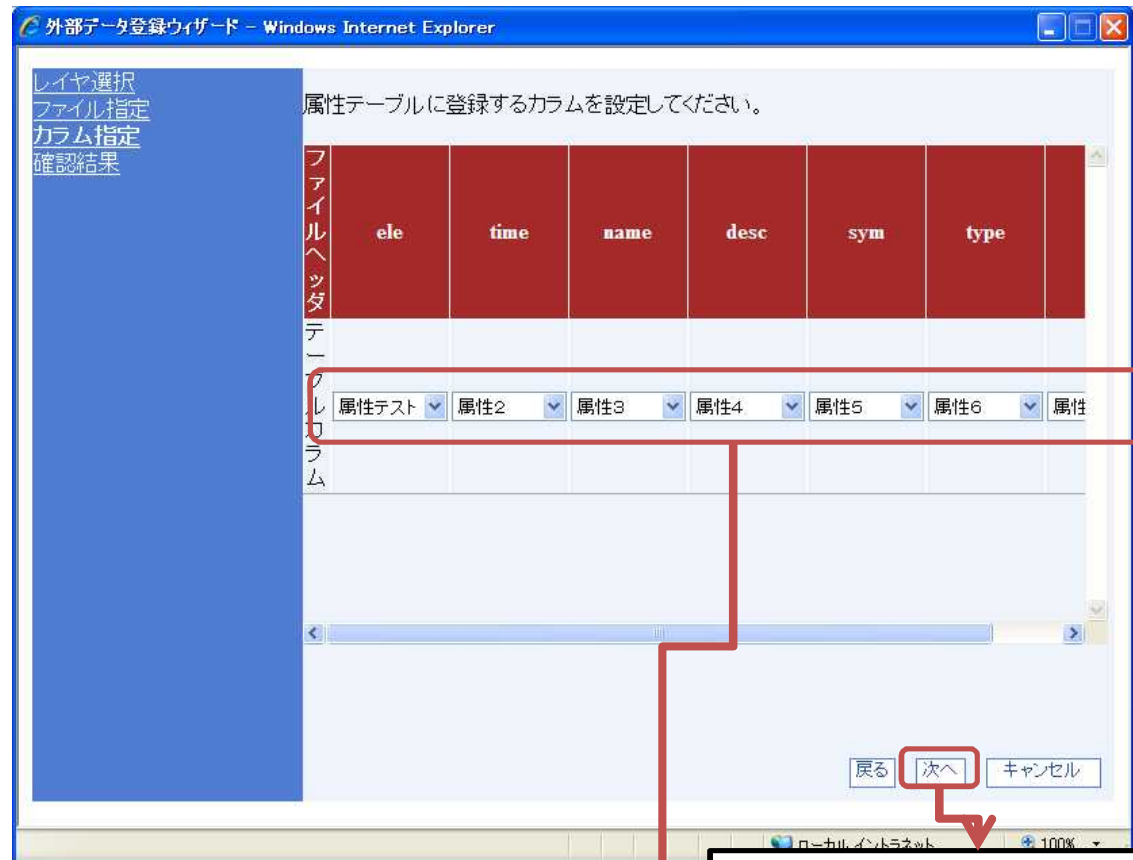 外部データ登録ウィザード - Windows Internet Explorer
レイヤ選択
ファイル指定
カラム指定
確認結果
属性テーブルに登録するカラムを設定してください。
ファイルヘッダ ele time name desc sym type
テーブルカラム 属性テスト 属性2 属性3 属性4 属性5 属性6 属性
戻る 次へ キャンセル
ローカル イントラネット 100%